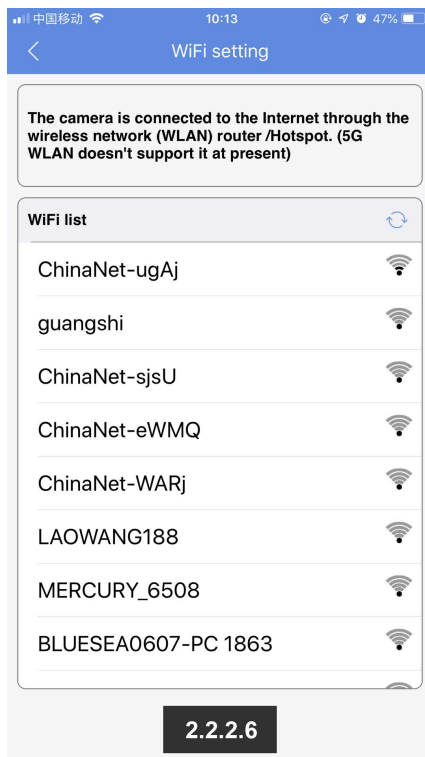 中国移动 10:13 47%
WiFi setting
The camera is connected to the Internet through the
wireless network (WLAN) router /Hotspot. (5G
WLAN doesn't support it at present)
WiFi list
ChinaNet-ugAj
guangshi
ChinaNet-sjsU
ChinaNet-eWMQ
ChinaNet-WARj
LAOWANG188
MERCURY_6508
BLUESEA0607-PC 1863
2.2.2.6